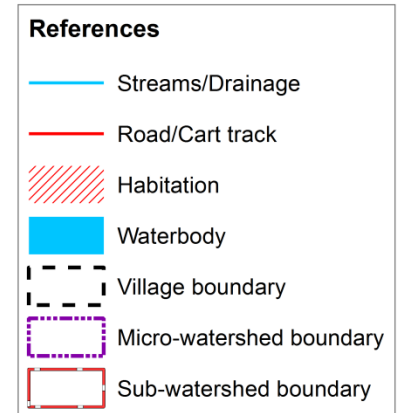 References
Streams/Drainage
Road/Cart track
Habitation
Waterbody
Village boundary
Micro-watershed boundary
Sub-watershed boundary